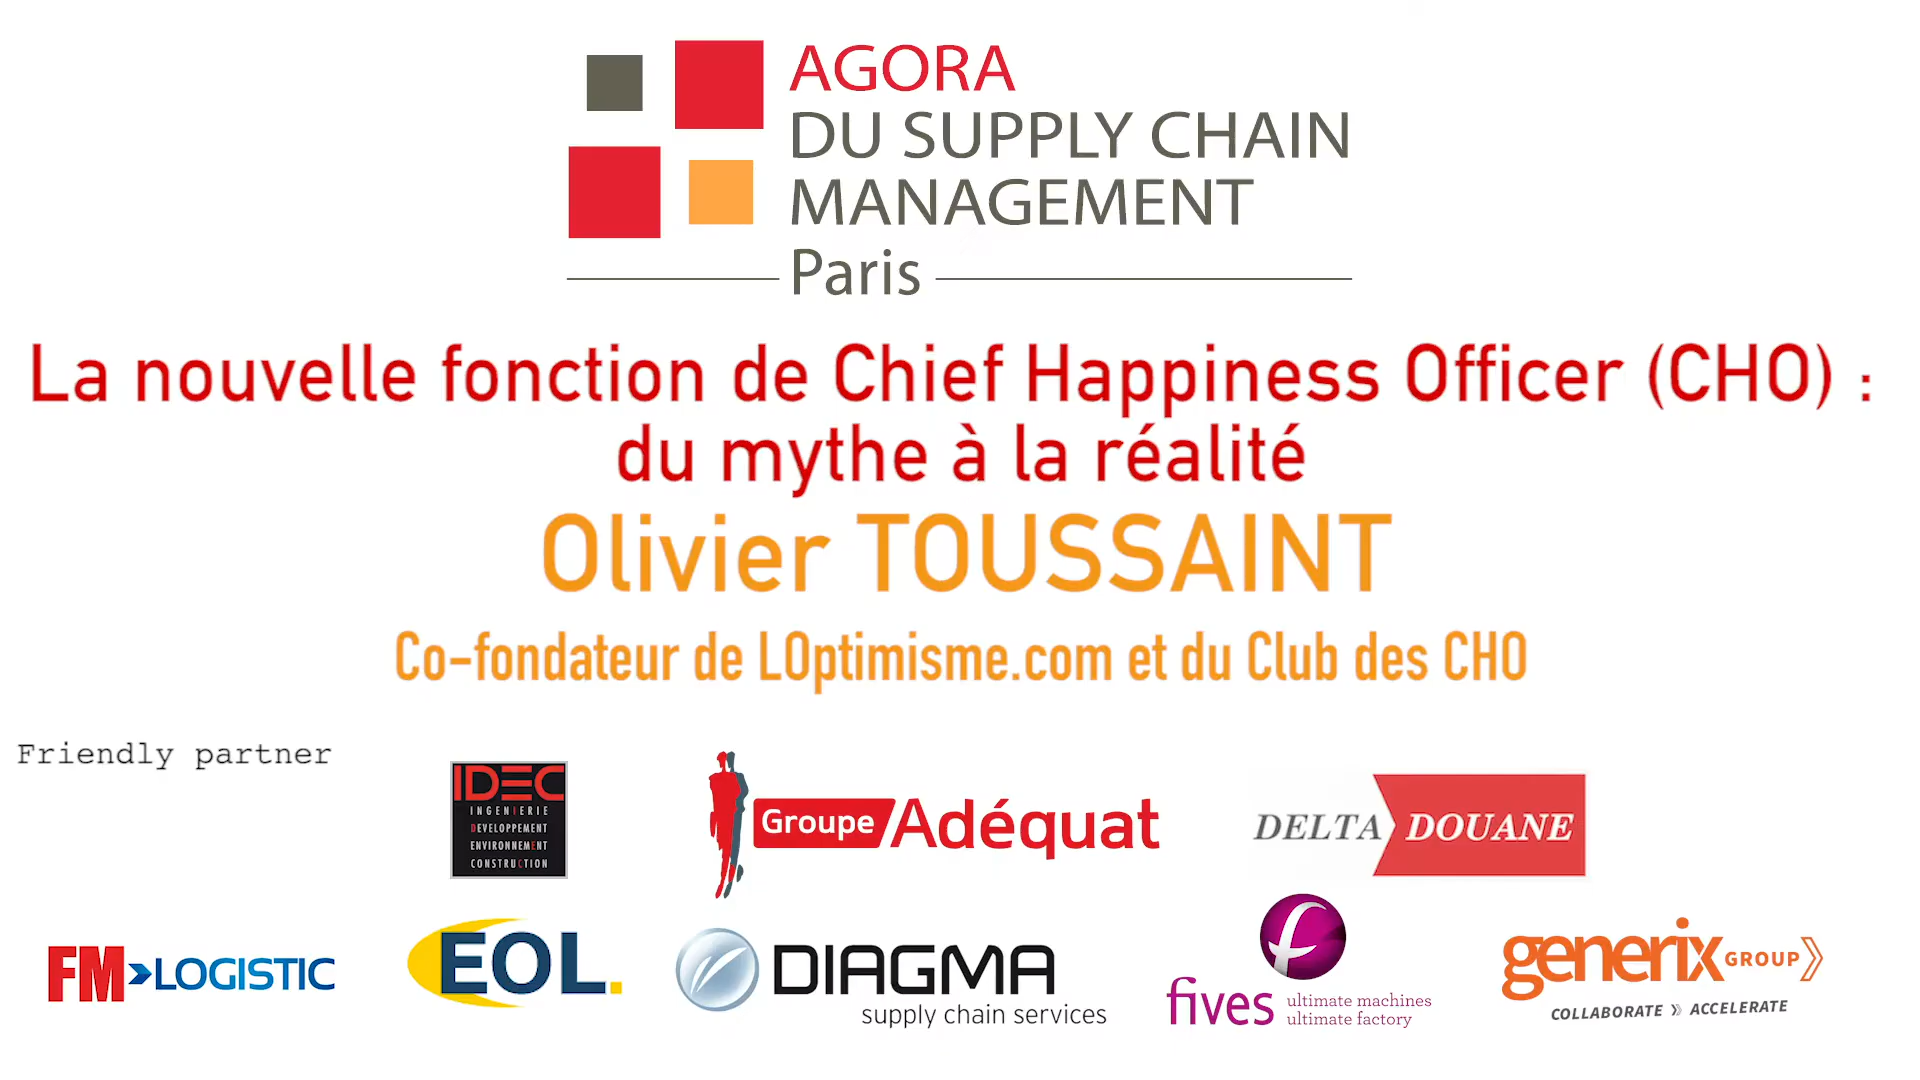 AGORA
DU SUPPLY CHAIN
MANAGEMENT
Paris
La nouvelle fonction de Chief Happiness Officer (CHO) :
du mythe à la réalité
Olivier TOUSSAINT
Co-fondateur de LOptimisme.com et du Club des CHO
Friendly partner
IDEC
INGENIERIE
DEVELOPPEMENT
ENVIRONNEMENT
CONSTRUCTION
Groupe Adéquat
DELTA DOUANE
FM LOGISTIC
EOL.
DIAGMA
supply chain services
fives
ultimate machines
ultimate factory
generix GROUP
COLLABORATE ACCELERATE